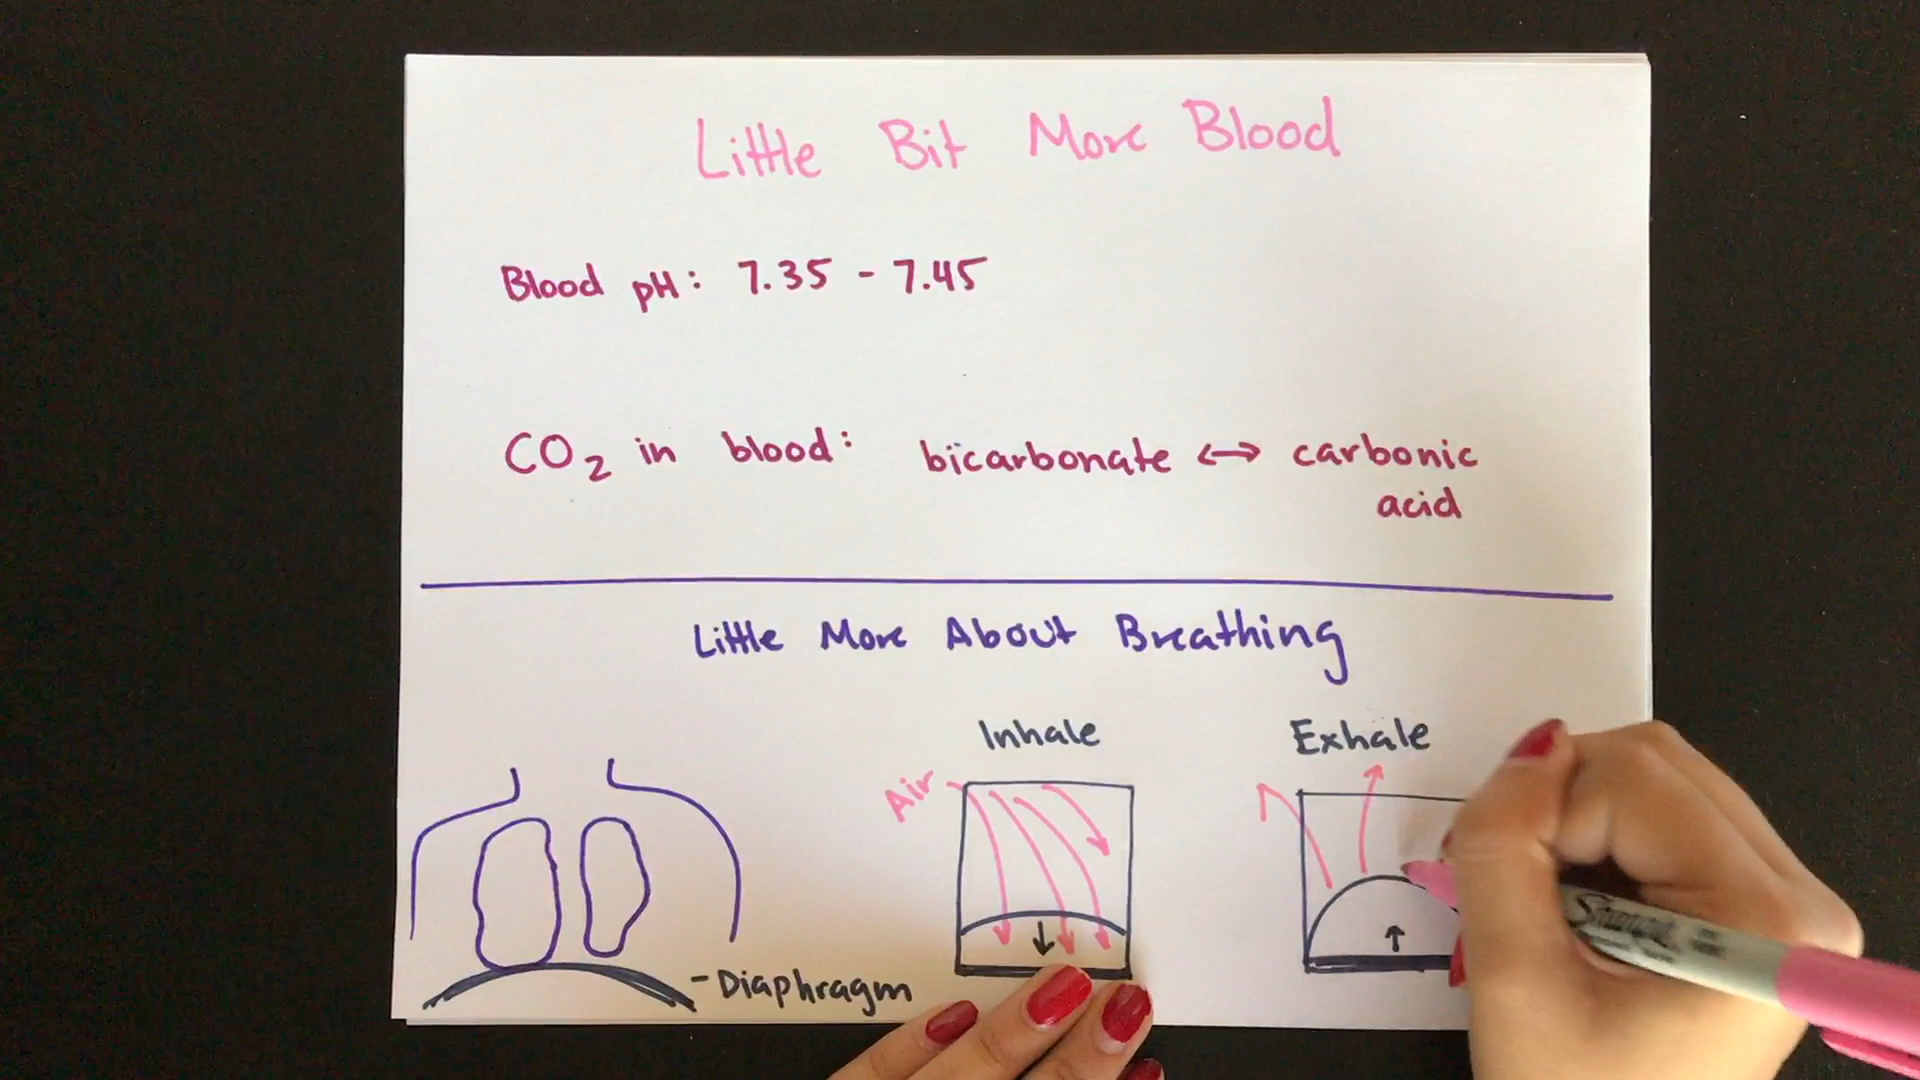 Little Bit More Blood
Blood pH: 7.35 - 7.45
CO2 in blood: bicarbonate ↔ carbonic
acid
Little More About Breathing
Inhale
Exhale
Air
-Diaphragm
Sharpie